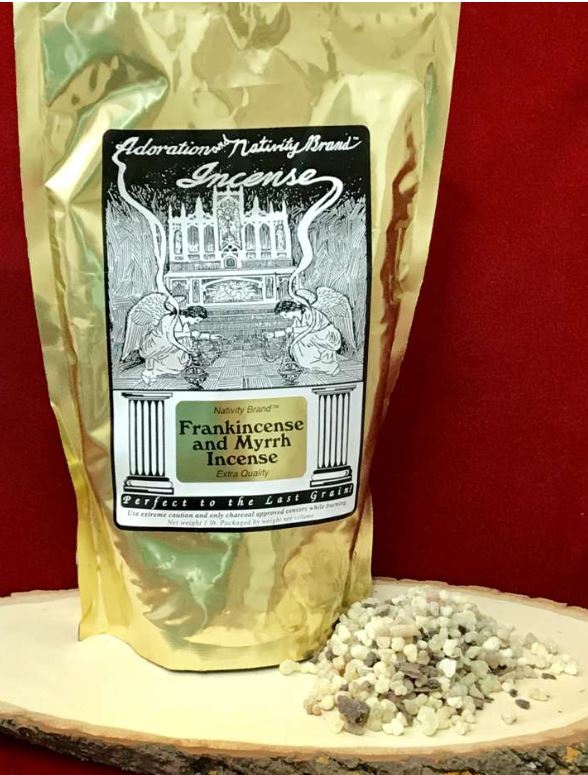 Adoration and Nativity Brand™
Incense
Nativity Brand™
Frankincense
and Myrrh
Incense
Extra Quality
Perfect to the Last Grain!
Use extreme caution and only charcoal approved censors while burning
Net weight 1 lb. Packaged by weight not volume